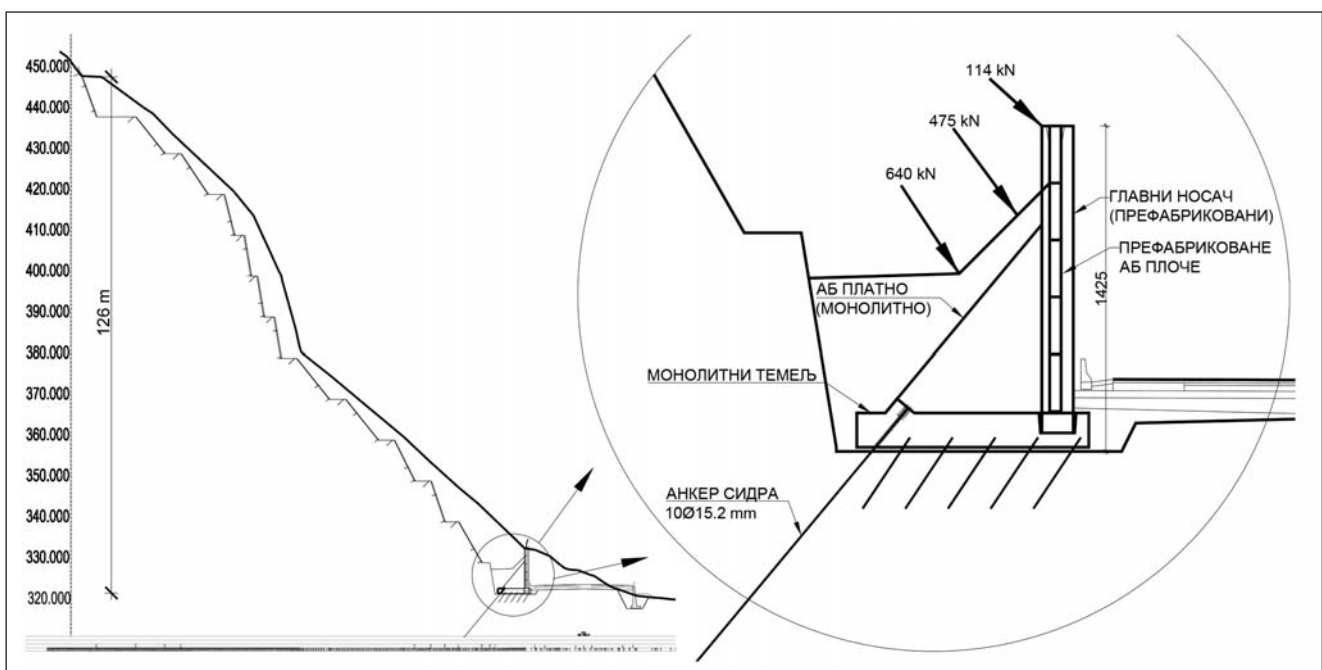 450.000
440.000
430.000
420.000
410.000
400.000
390.000
380.000
370.000
360.000
350.000
340.000
330.000
320.000
126 m
114 kN
475 kN
640 kN
ГЛАВНИ НОСАЧ
(ПРЕФАБРИКОВАНИ)
ПРЕФАБРИКОВАНЕ
АБ ПЛОЧЕ
1425
АБ ПЛАТНО
(МОНОЛИТНО)
МОНОЛИТНИ ТЕМЕЉ
АНКЕР СИДРА
10Ø15.2 mm